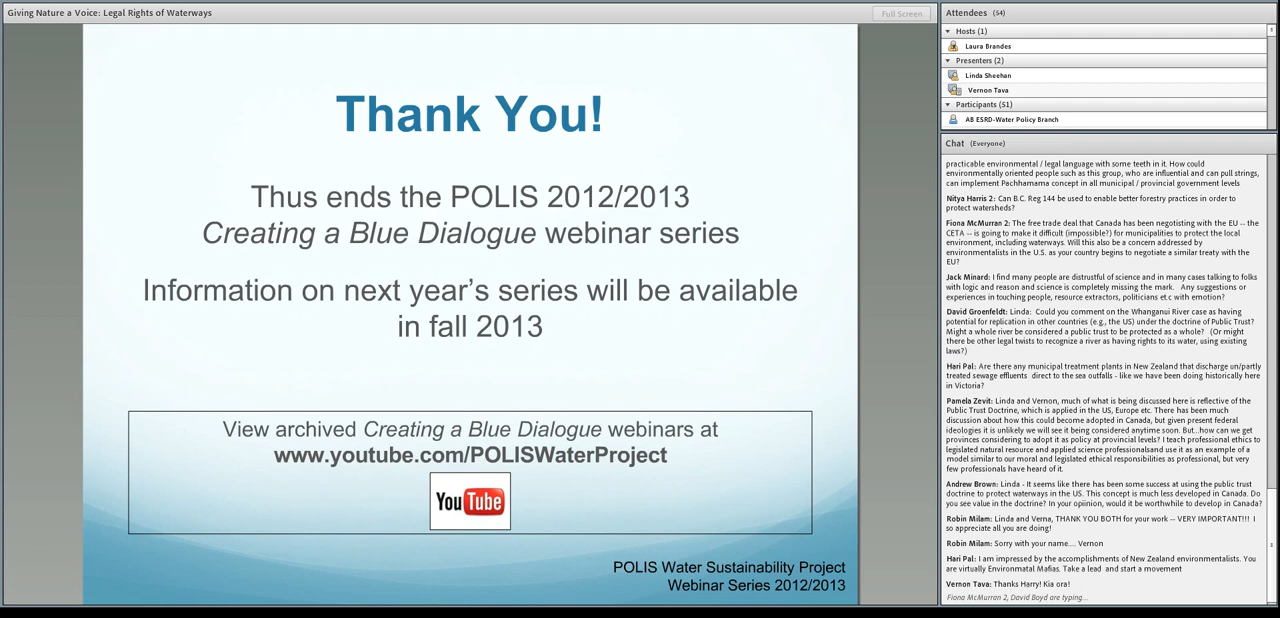 Giving Nature a Voice: Legal Rights of Waterways
Full Screen
Thank You!
Thus ends the POLIS 2012/2013
Creating a Blue Dialogue webinar series
Information on next year's series will be available
in fall 2013
View archived Creating a Blue Dialogue webinars at
www.youtube.com/POLISWaterProject
YouTube
POLIS Water Sustainability Project
Webinar Series 2012/2013
Attendees (54)
Hosts (1)
Laura Brandes
Presenters (2)
Linda Sheehan
Vernon Tava
Participants (51)
AB ESRD-Water Policy Branch
Chat (Everyone)
practicable environmental / legal language with some teeth in it. How could
environmentally oriented people such as this group, who are influential and can pull strings,
can implement Pachhamama concept in all municipal / provincial government levels
Nitya Harris 2: Can B.C. Reg 144 be used to enable better forestry practices in order to
protect watersheds?
Fiona McMurran 2: The free trade deal that Canada has been negotiating with the EU -- the
CETA -- is going to make it difficult (impossible?) for municipalities to protect the local
environment, including waterways. Will this also be a concern addressed by
environmentalists in the U.S. as your country begins to negotiate a similar treaty with the
EU?
Jack Minard: I find many people are distrustful of science and in many cases talking to folks
with logic and reason and science is completely missing the mark. Any suggestions or
experiences in touching people, resource extractors, politicians et.c with emotion?
David Groenfeldt: Linda: Could you comment on the Whanganui River case as having
potential for replication in other countries (e.g., the US) under the doctrine of Public Trust?
Might a whole river be considered a public trust to be protected as a whole? (Or might
there be other legal twists to recognize a river as having rights to its water, using existing
laws?)
Hari Pal: Are there any municipal treatment plants in New Zealand that discharge un/partly
treated sewage effluents direct to the sea outfalls - like we have been doing historically here
in Victoria?
Pamela Zevit: Linda and Vernon, much of what is being discussed here is reflective of the
Public Trust Doctrine, which is applied in the US, Europe etc. There has been much
discussion about how this could become adopted in Canada, but given present federal
ideologies it is unlikely we will see it being considered anytime soon. But...how can we get
provinces considering to adopt it as policy at provincial levels? I teach professional ethics to
legislated natural resource and applied science professionsand use it as an example of a
model similar to our moral and legislated ethical responsibilities as professional, but very
few professionals have heard of it.
Andrew Brown: Linda - It seems like there has been some success at using the public trust
doctrine to protect waterways in the US. This concept is much less developed in Canada. Do
you see value in the doctrine? In your opiinion, would it be worthwhile to develop in Canada?
Robin Milam: Linda and Verna, THANK YOU BOTH for your work -- VERY IMPORTANT!!! I
so appreciate all you are doing!
Robin Milam: Sorry with your name.... Vernon
Hari Pal: I am impressed by the accomplishments of New Zealand environmentalists. You
are virtually Environmatal Mafias. Take a lead and start a movement
Vernon Tava: Thanks Harry! Kia ora!
Fiona McMurran 2, David Boyd are typing...